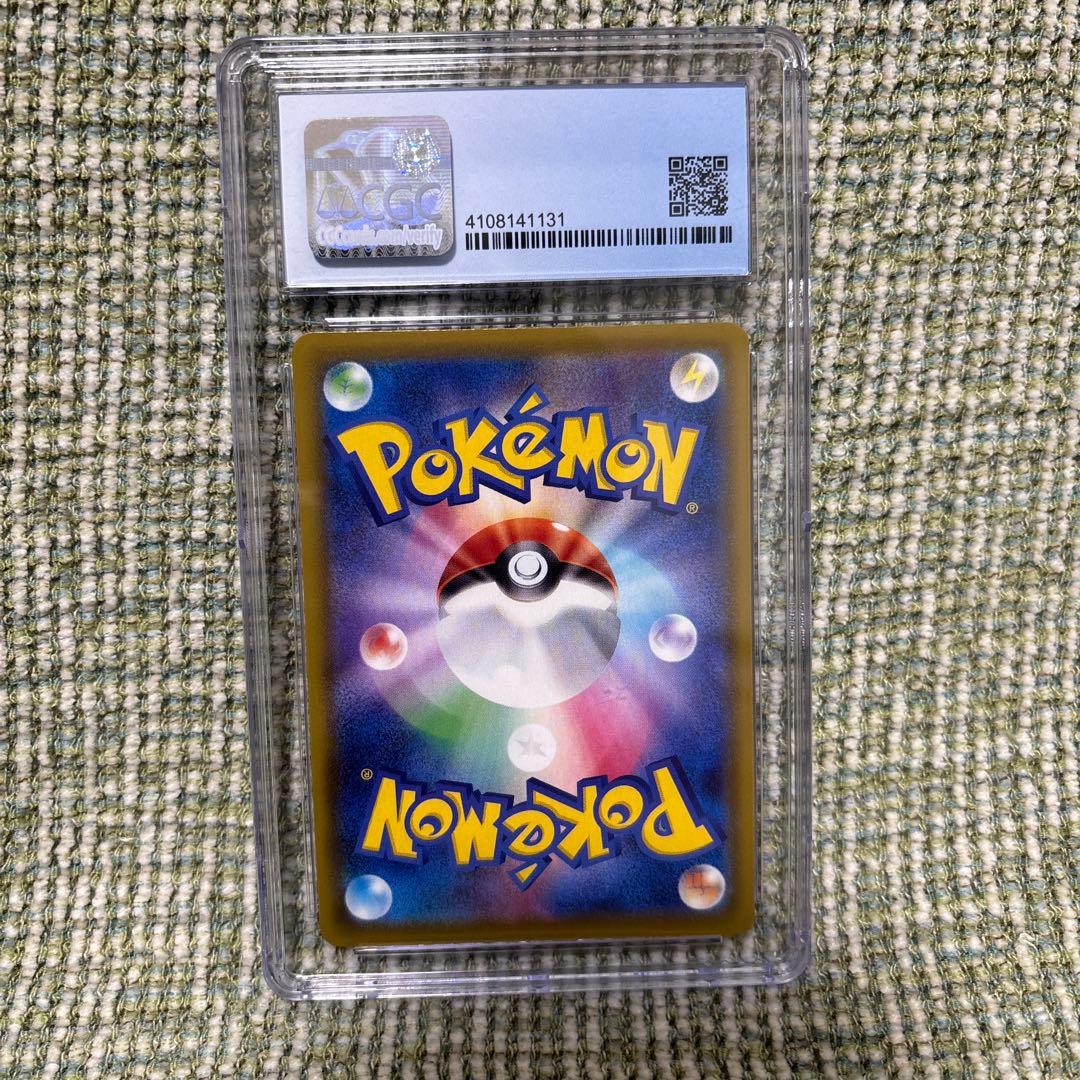 CGC
CGCcards.com/verify
4108141131
POKéMON
®
®
POKéMON